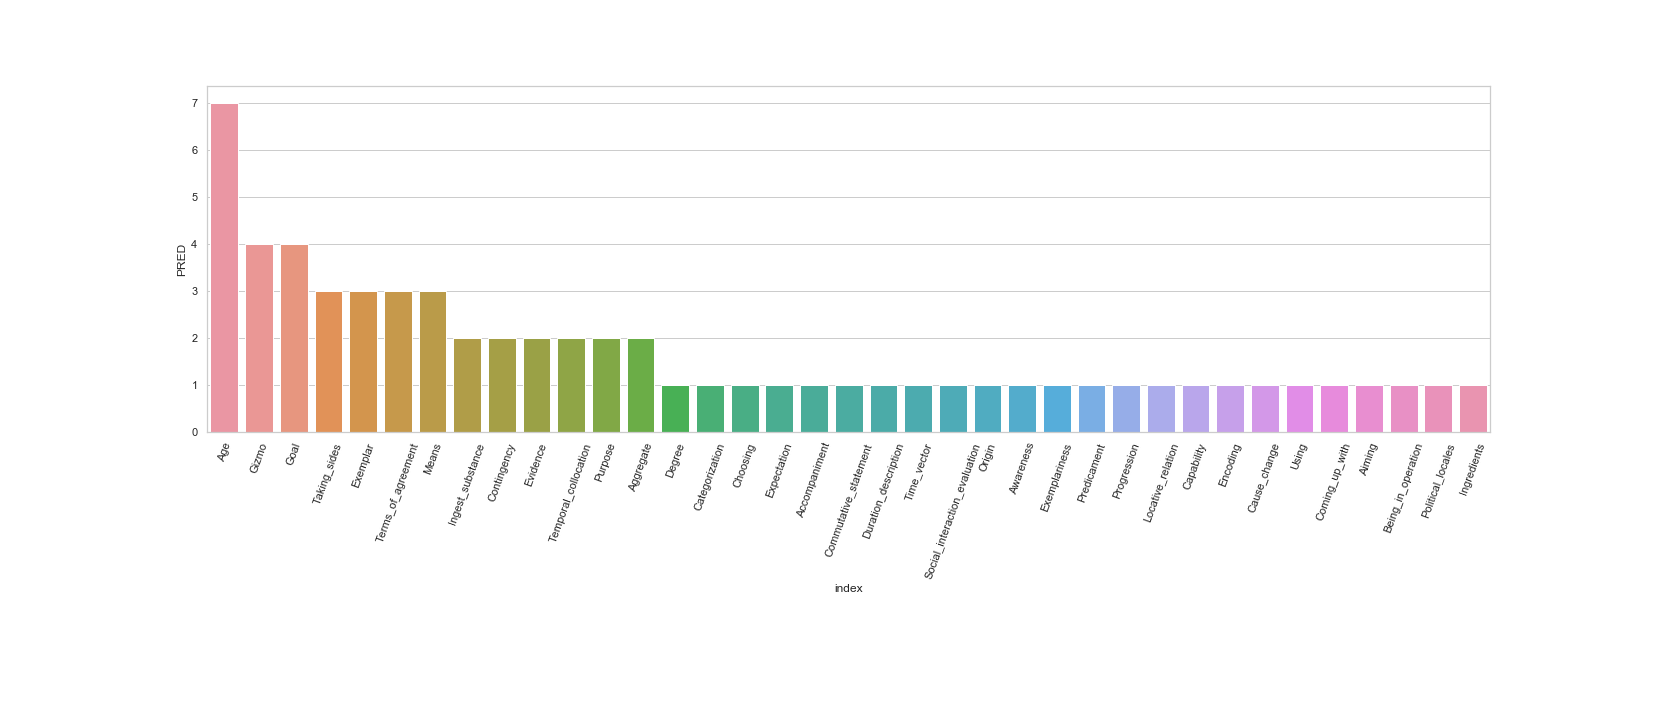 7
6
5
4
3
2
1
0
PRED
Age
Gizmo
Goal
Taking_sides
Exemplar
Terms_of_agreement
Means
Ingest_substance
Contingency
Evidence
Temporal_collocation
Purpose
Aggregate
Degree
Categorization
Choosing
Expectation
Accompaniment
Commutative_statement
Duration_description
Time_vector
Social_interaction_evaluation
Origin
Awareness
Exemplariness
Predicament
Progression
Locative_relation
Capability
Encoding
Cause_change
Using
Coming_up_with
Aiming
Being_in_operation
Political_locales
Ingredients
index